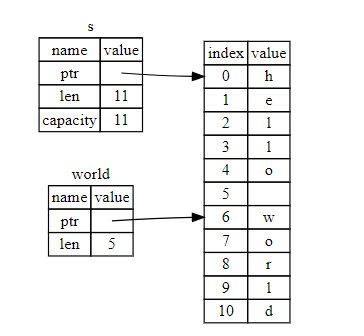 s
name value
ptr
len 11
capacity 11
world
name value
ptr
len 5
index value
0 h
1 e
2 l
3 l
4 o
5
6 w
7 o
8 r
9 l
10 d